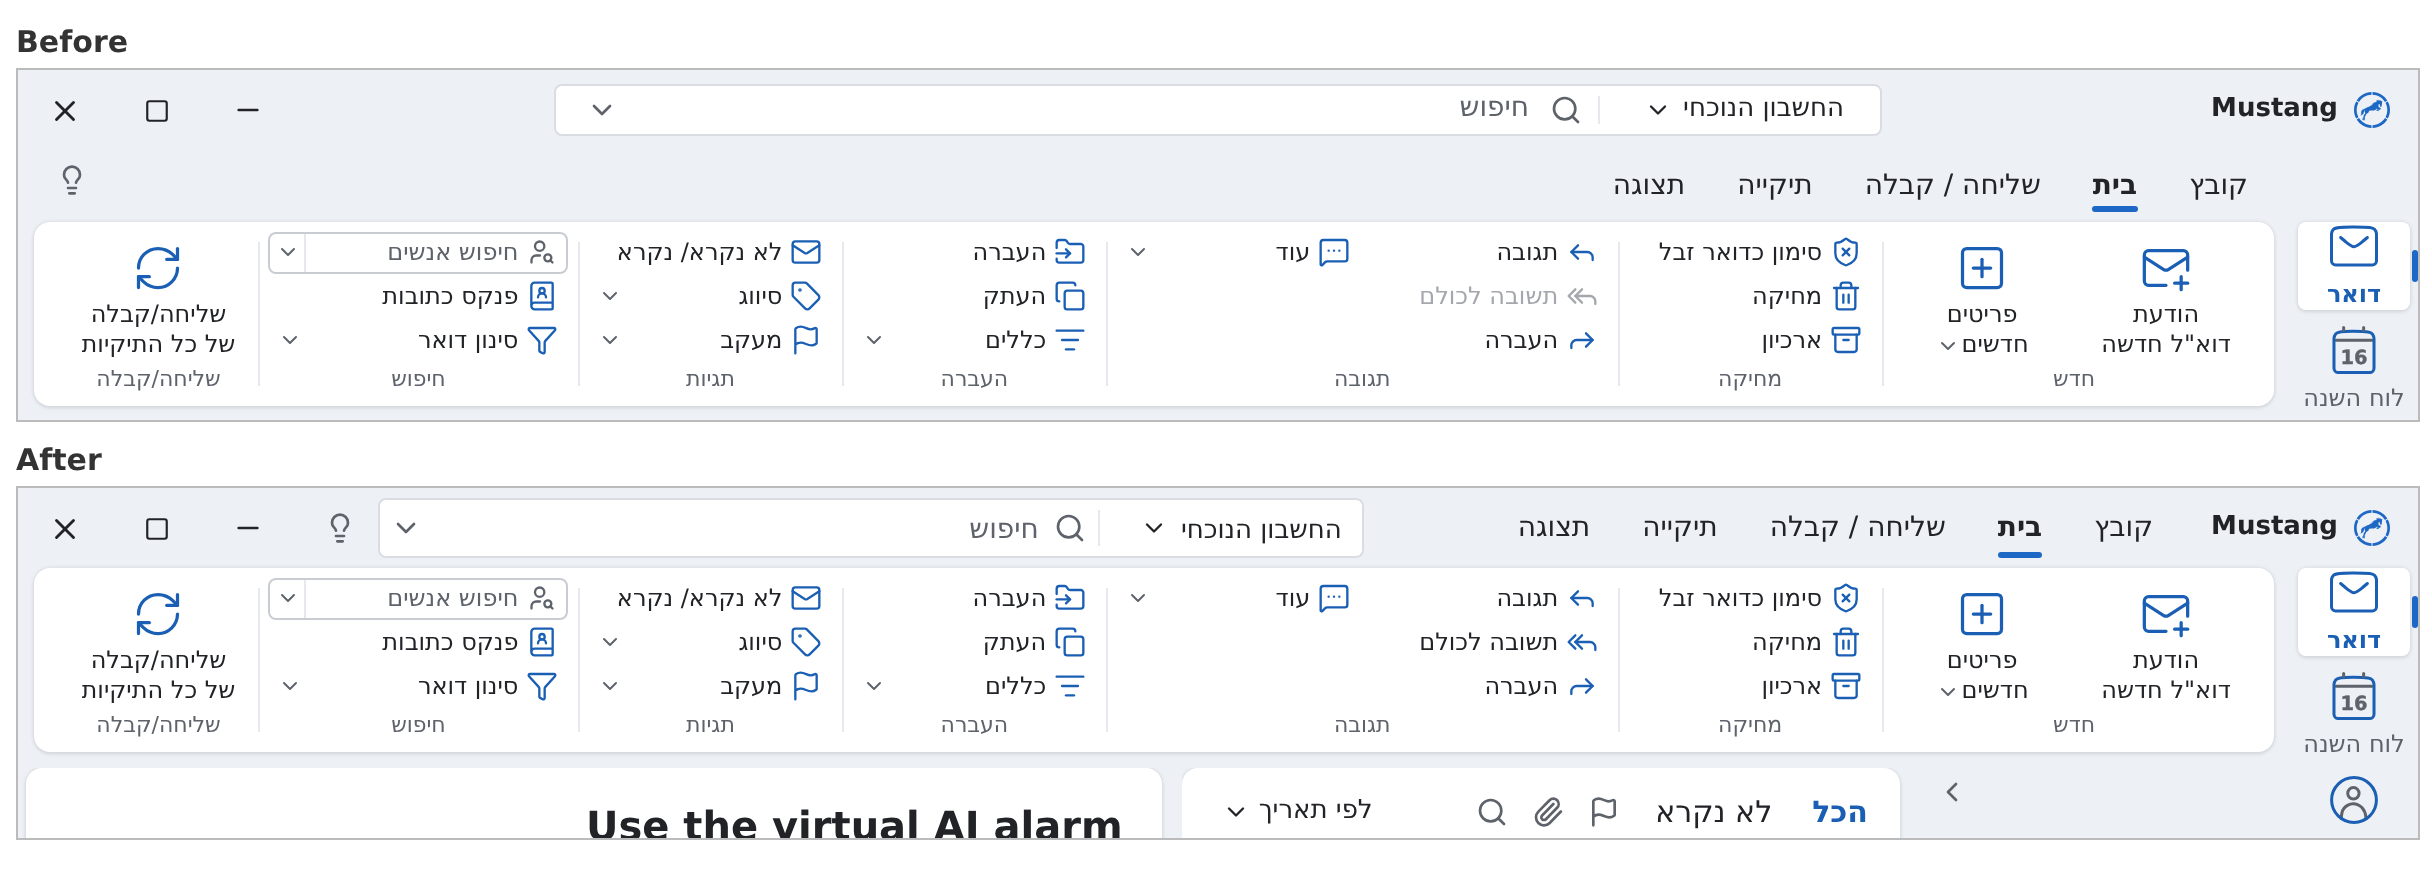 Before
Mustang
החשבון הנוכחי
חיפוש
קובץ
בית
שליחה / קבלה
תיקייה
תצוגה
דואר
16
לוח השנה
הודעת
דוא"ל חדשה
פריטים
חדשים
חדש
סימון כדואר זבל
מחיקה
ארכיון
מחיקה
תגובה
תשובה לכולם
העברה
עוד
תגובה
העברה
העתק
כללים
העברה
לא נקרא/ נקרא
סיווג
מעקב
תגיות
חיפוש אנשים
פנקס כתובות
סינון דואר
חיפוש
שליחה/קבלה
של כל התיקיות
שליחה/קבלה
After
Mustang
קובץ
בית
שליחה / קבלה
תיקייה
תצוגה
החשבון הנוכחי
חיפוש
דואר
16
לוח השנה
הודעת
דוא"ל חדשה
פריטים
חדשים
חדש
סימון כדואר זבל
מחיקה
ארכיון
מחיקה
תגובה
תשובה לכולם
העברה
עוד
תגובה
העברה
העתק
כללים
העברה
לא נקרא/ נקרא
סיווג
מעקב
תגיות
חיפוש אנשים
פנקס כתובות
סינון דואר
חיפוש
שליחה/קבלה
של כל התיקיות
שליחה/קבלה
הכל
לא נקרא
לפי תאריך
Use the virtual AI alarm